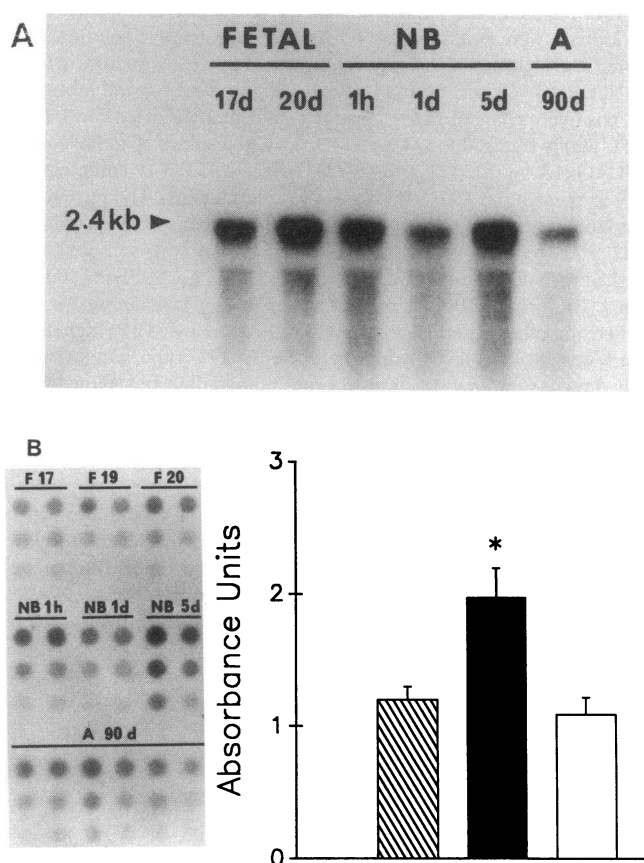 A
FETAL NB A
17d 20d 1h 1d 5d 90d
2.4kb ►
B
F 17 F 19 F 20
NB 1h NB 1d NB 5d
A 90 d
Absorbance Units
3
2
1
0
*